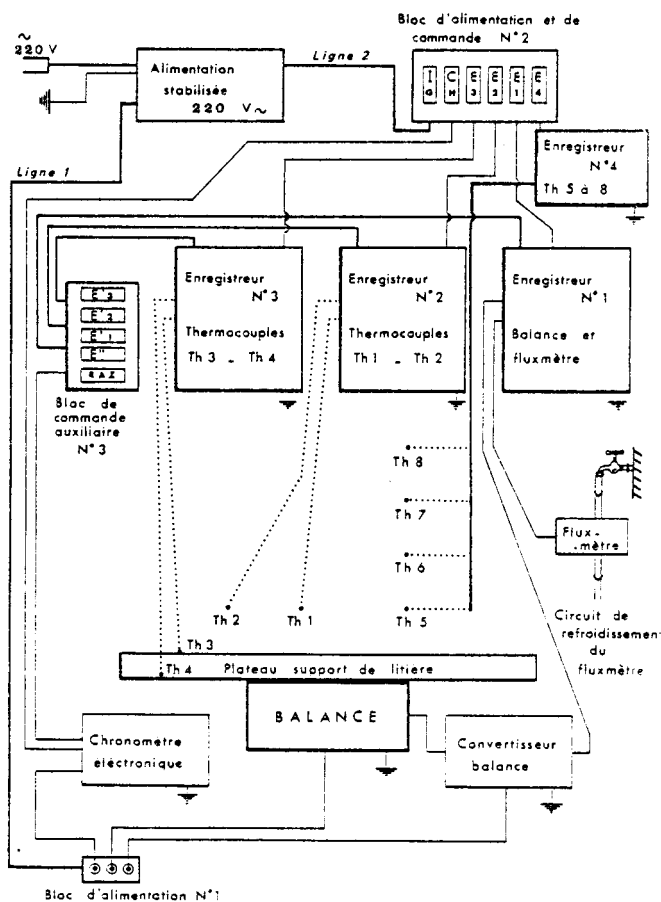 Bloc d'alimentation et de
commande N°2
~
220 V
Alimentation
stabilisée
220 V ~
Ligne 2
I G
C H
E 3
E 2
E 1
E 4
Ligne 1
Enregistreur
N°4
Th 5 à 8
Enregistreur
N°3
Thermocouples
Th 3 _ Th 4
Enregistreur
N°2
Thermocouples
Th 1 _ Th 2
Enregistreur
N°1
Balance et
fluxmètre
E'3
E'2
E'1
E"
RAZ
Bloc de
commande
auxiliaire
N°3
Th 8
Th 7
Th 6
Th 5
Th 2
Th 1
Th 3
Th 4
Plateau support de litière
Flux-
-mètre
Circuit de
refroidissement
du
fluxmètre
BALANCE
Chronomètre
électronique
Convertisseur
balance
Bloc d'alimentation N°1